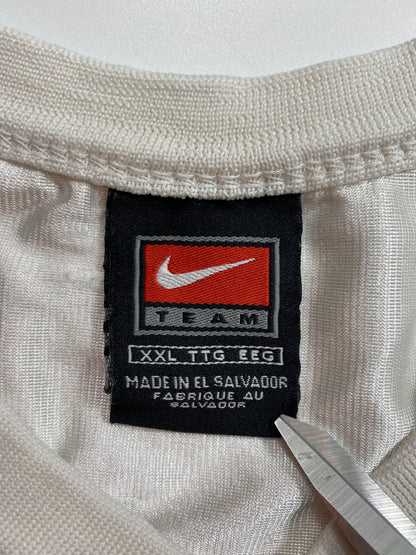 TEAM
XXL TTG EEG
MADE IN EL SALVADOR
FABRIQUE AU
SALVADOR